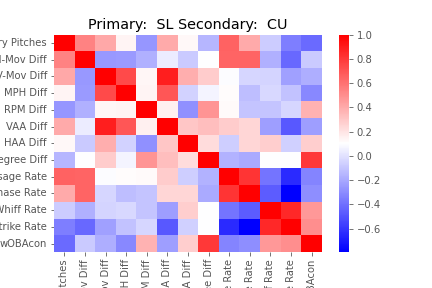 Primary:  SL Secondary:  CU
ry Pitches
H-Mov Diff
V-Mov Diff
MPH Diff
RPM Diff
VAA Diff
HAA Diff
egree Diff
sage Rate
hase Rate
Whiff Rate
trike Rate
wOBAcon
1.0
0.8
0.6
0.4
0.2
0.0
−0.2
−0.4
−0.6
tches
v Diff
ov Diff
H Diff
M Diff
A Diff
A Diff
e Diff
e Rate
e Rate
ff Rate
e Rate
BAcon